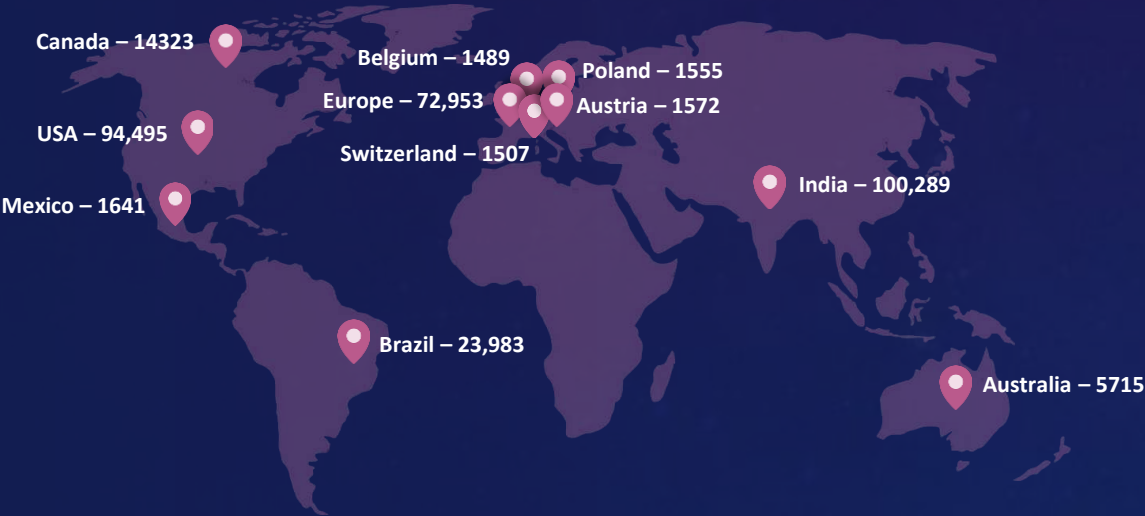 Canada – 14323
Belgium – 1489
Poland – 1555
Europe – 72,953
Austria – 1572
USA – 94,495
Switzerland – 1507
India – 100,289
Mexico – 1641
Brazil – 23,983
Australia – 5715